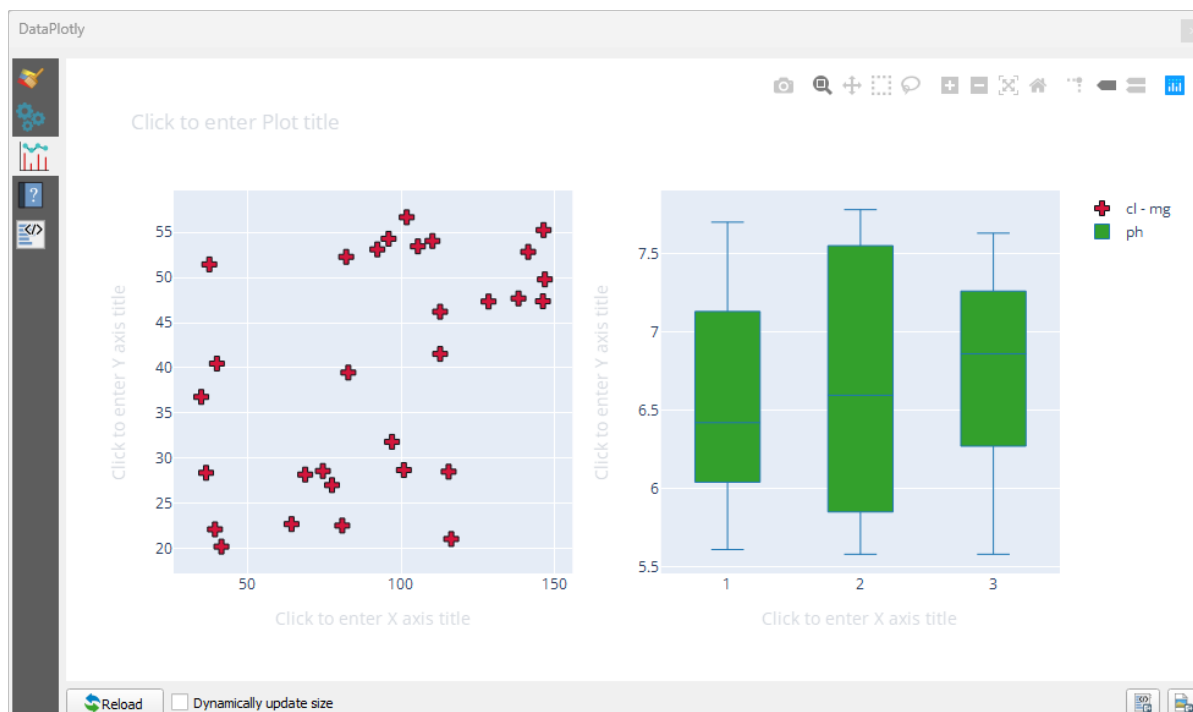 DataPlotly
Click to enter Plot title
55
50
45
40
35
30
25
20
Click to enter Y axis title
50
100
150
Click to enter X axis title
7.5
7
6.5
6
5.5
Click to enter Y axis title
1
2
3
Click to enter X axis title
cl - mg
ph
Reload
Dynamically update size